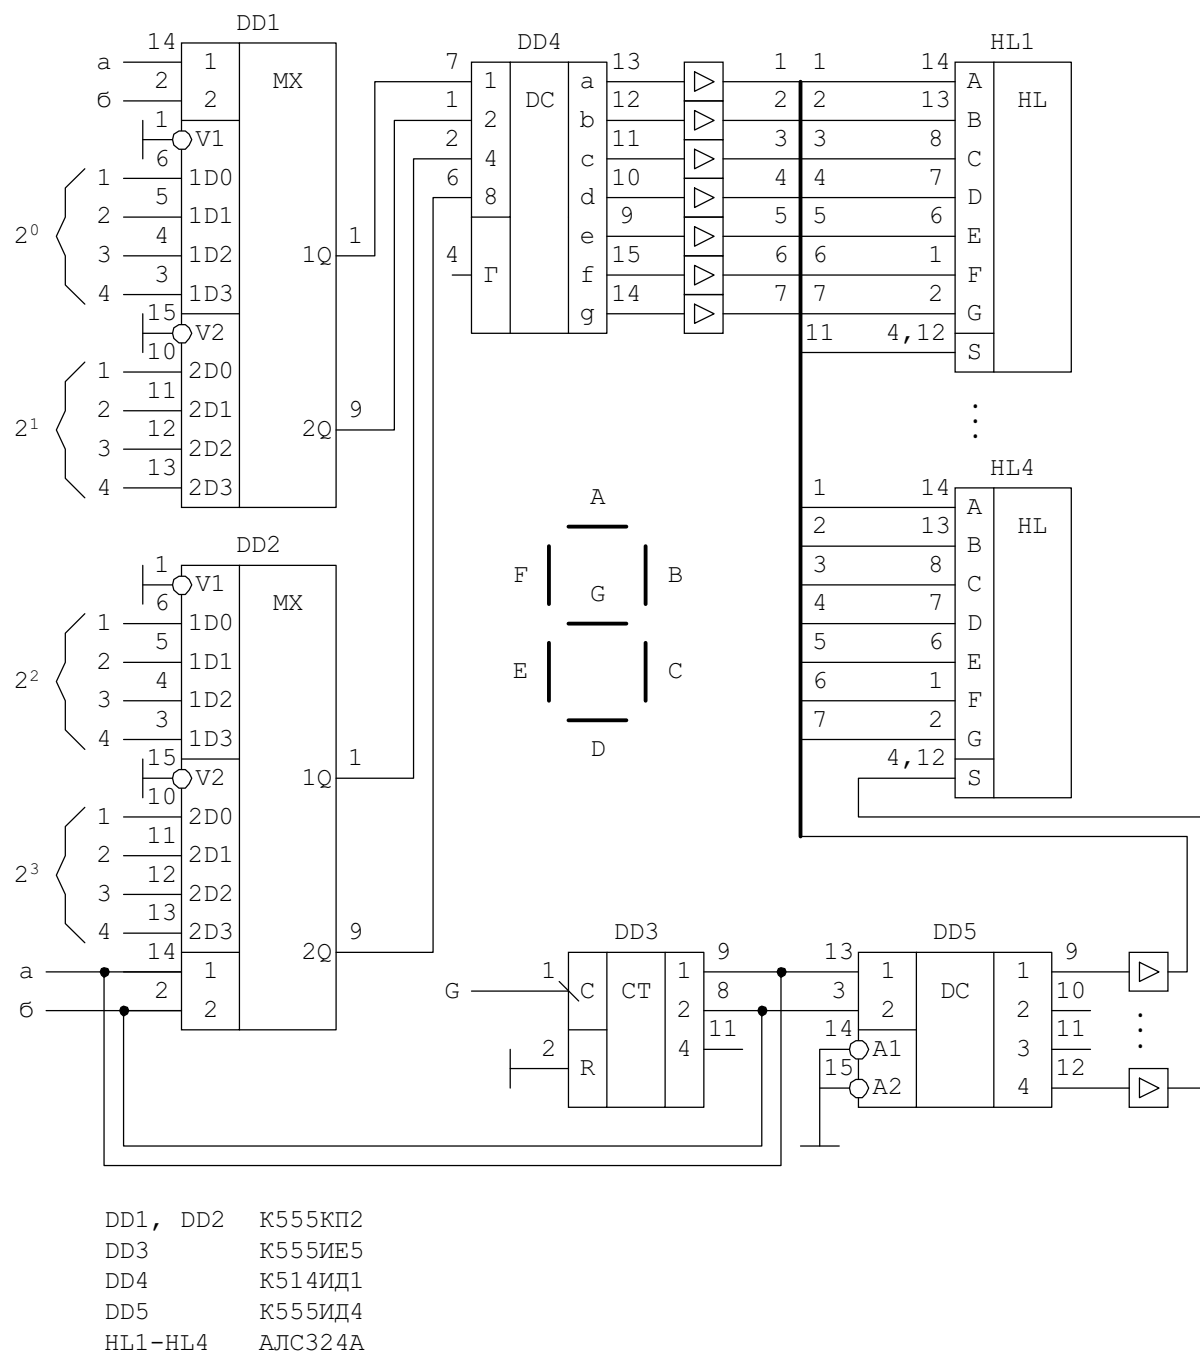 DD1
14
а
1
MX
2
б
2
1
V1
6
1
1D0
5
2
1D1
4
2⁰
3
1D2
1Q
1
3
4
1D3
15
V2
10
1
2D0
11
2
2D1
2¹
12
2Q
9
3
2D2
13
4
2D3
DD2
1
V1
MX
6
1
1D0
5
2
1D1
2²
4
3
1D2
3
4
1D3
15
V2
1Q
1
10
1
2D0
11
2
2D1
2³
12
3
2D2
13
4
2D3
2Q
9
14
а
1
2
б
2
DD4
7
1
DC
a
13
1
2
b
12
2
4
c
11
6
8
d
10
e
9
4
Г
f
15
g
14
1 1
2 2
3 3
4 4
5 5
6 6
7 7
11
HL1
14
A
HL
13
B
8
C
7
D
6
E
1
F
2
G
4,12
S
HL4
1
14
A
HL
2
13
B
3
8
C
4
7
D
5
6
E
6
1
F
7
2
G
4,12
S
A
F
B
G
E
C
D
DD3
G
1
C
CT
1
9
2
8
2
R
4
11
DD5
13
1
DC
1
9
3
2
2
10
14
A1
3
11
15
A2
4
12
DD1, DD2 К555КП2
DD3 К555ИЕ5
DD4 К514ИД1
DD5 К555ИД4
HL1-HL4 АЛС324А